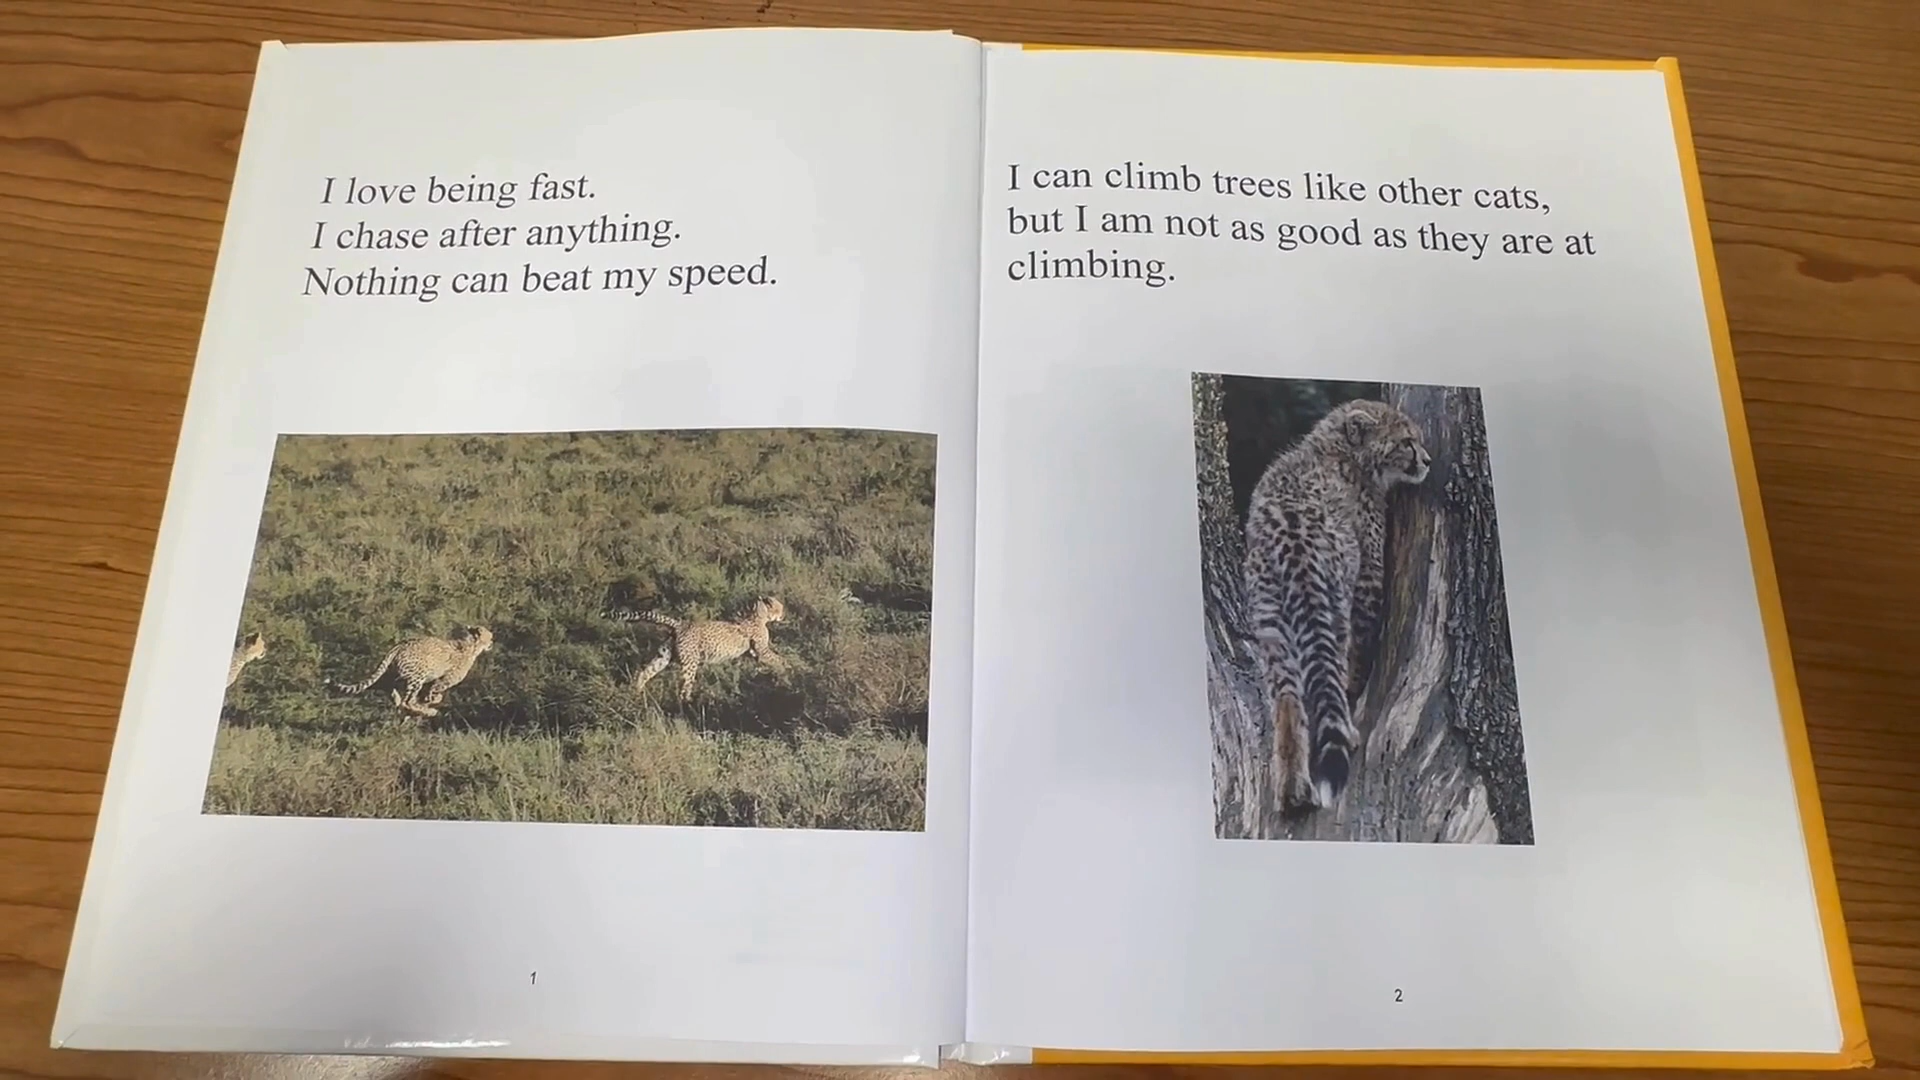 I love being fast.
I chase after anything.
Nothing can beat my speed.
1
I can climb trees like other cats,
but I am not as good as they are at
climbing.
2